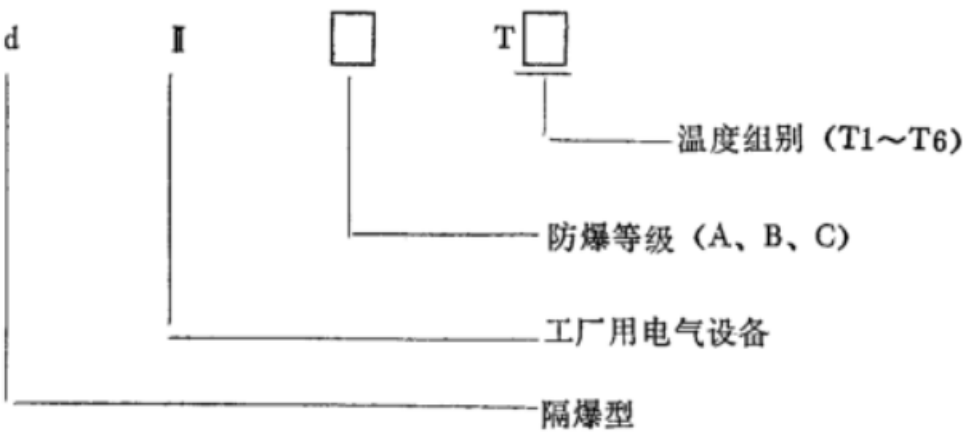 d Ⅱ □ T□
温度组别（T1～T6）
防爆等级（A、B、C）
工厂用电气设备
隔爆型